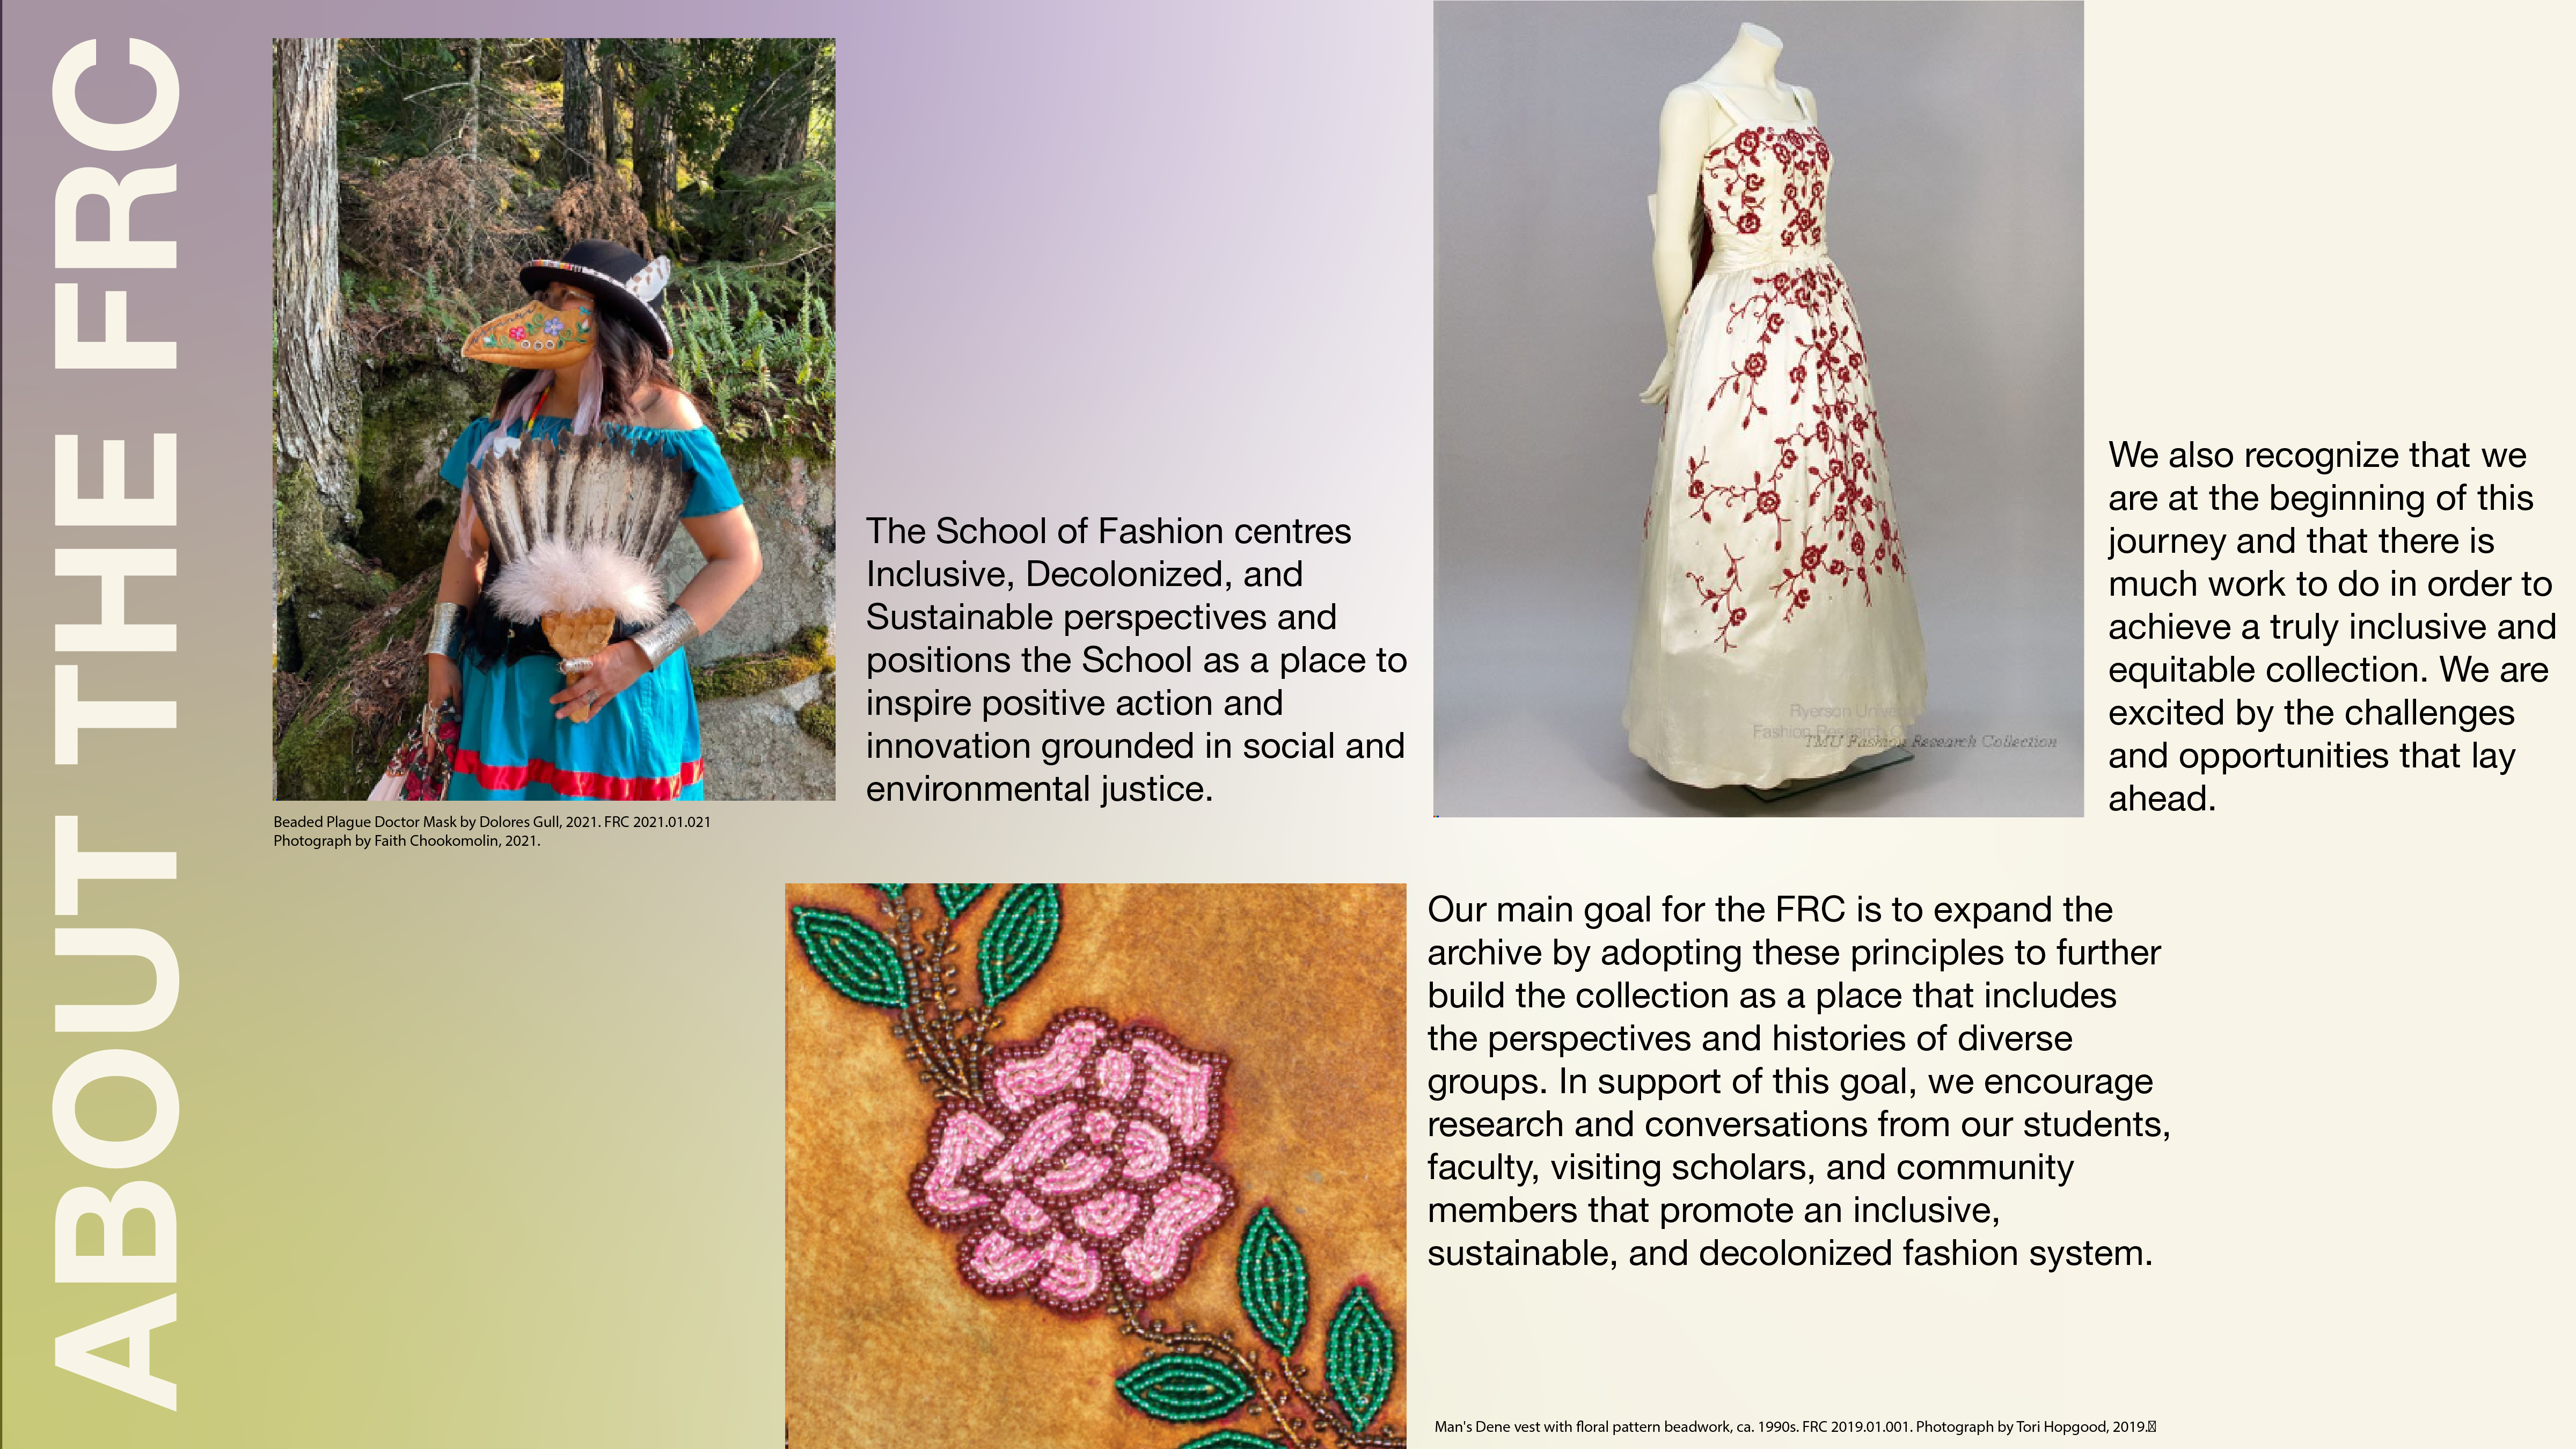 ABOUT THE FRC
Beaded Plague Doctor Mask by Dolores Gull, 2021. FRC 2021.01.021
Photograph by Faith Chookomolin, 2021.
The School of Fashion centres
Inclusive, Decolonized, and
Sustainable perspectives and
positions the School as a place to
inspire positive action and
innovation grounded in social and
environmental justice.
Ryerson
Fashion
TMU Fashion Research Collection
We also recognize that we
are at the beginning of this
journey and that there is
much work to do in order to
achieve a truly inclusive and
equitable collection. We are
excited by the challenges
and opportunities that lay
ahead.
Our main goal for the FRC is to expand the
archive by adopting these principles to further
build the collection as a place that includes
the perspectives and histories of diverse
groups. In support of this goal, we encourage
research and conversations from our students,
faculty, visiting scholars, and community
members that promote an inclusive,
sustainable, and decolonized fashion system.
Man's Dene vest with floral pattern beadwork, ca. 1990s. FRC 2019.01.001. Photograph by Tori Hopgood, 2019.